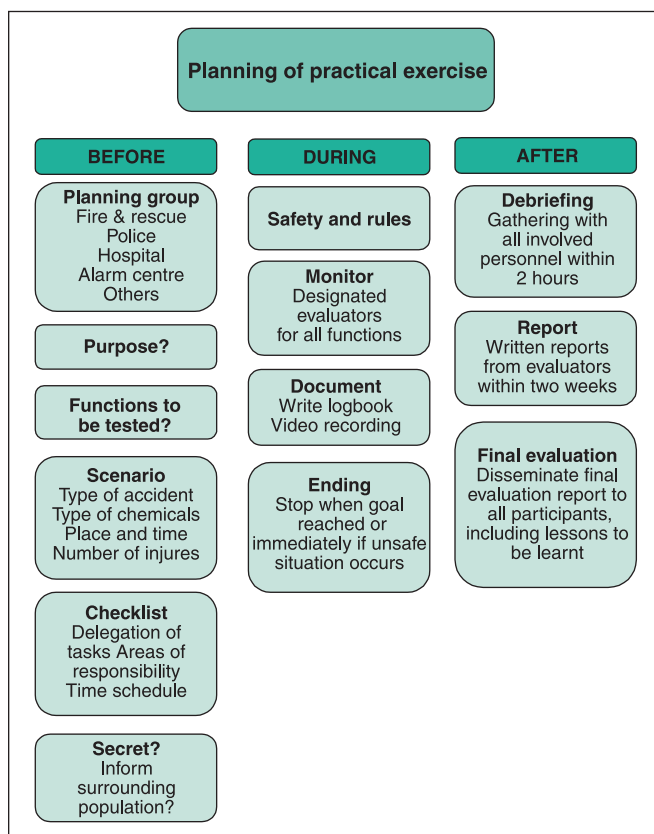 Planning of practical exercise
BEFORE
Planning group
Fire & rescue
Police
Hospital
Alarm centre
Others
Purpose?
Functions to
be tested?
Scenario
Type of accident
Type of chemicals
Place and time
Number of injures
Checklist
Delegation of
tasks Areas of
responsibility
Time schedule
Secret?
Inform
surrounding
population?
DURING
Safety and rules
Monitor
Designated
evaluators
for all functions
Document
Write logbook
Video recording
Ending
Stop when goal
reached or
immediately if unsafe
situation occurs
AFTER
Debriefing
Gathering with
all involved
personnel within
2 hours
Report
Written reports
from evaluators
within two weeks
Final evaluation
Disseminate final
evaluation report to
all participants,
including lessons to
be learnt